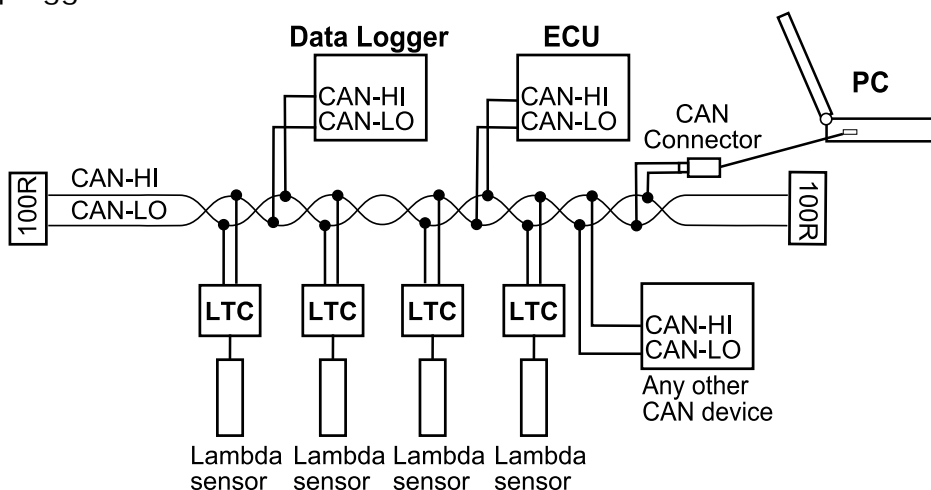 Data Logger
CAN-HI
CAN-LO
ECU
CAN-HI
CAN-LO
PC
CAN
Connector
CAN-HI
CAN-LO
100R
100R
LTC
LTC
LTC
LTC
CAN-HI
CAN-LO
Any other
CAN device
Lambda
sensor
Lambda
sensor
Lambda
sensor
Lambda
sensor